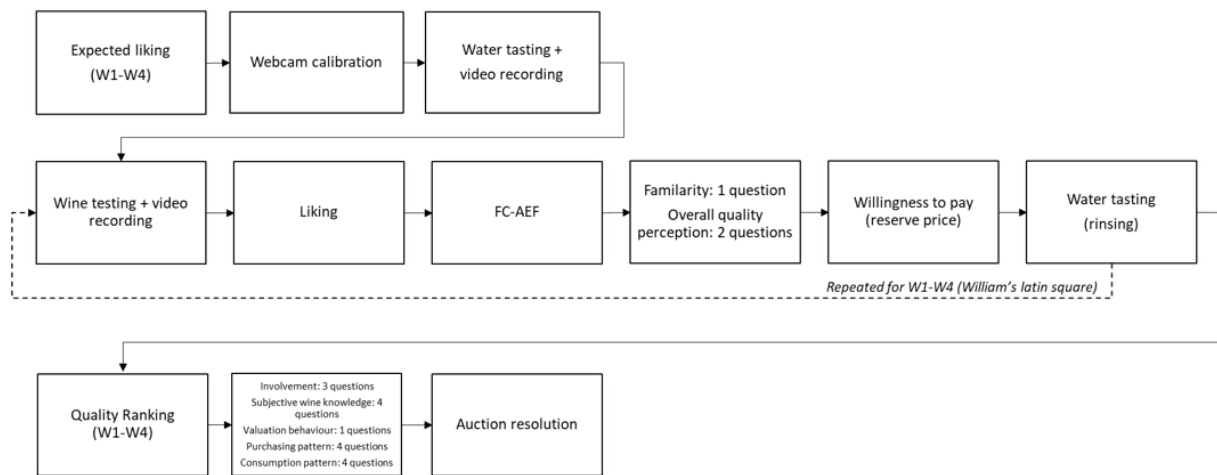 Expected liking
(W1-W4)
Webcam calibration
Water tasting +
video recording
Wine testing + video
recording
Liking
FC-AEF
Familarity: 1 question
Overall quality
perception: 2 questions
Willingness to pay
(reserve price)
Water tasting
(rinsing)
Repeated for W1-W4 (William's latin square)
Quality Ranking
(W1-W4)
Involvement: 3 questions
Subjective wine knowledge: 4
questions
Valuation behaviour: 1 questions
Purchasing pattern: 4 questions
Consumption pattern: 4 questions
Auction resolution